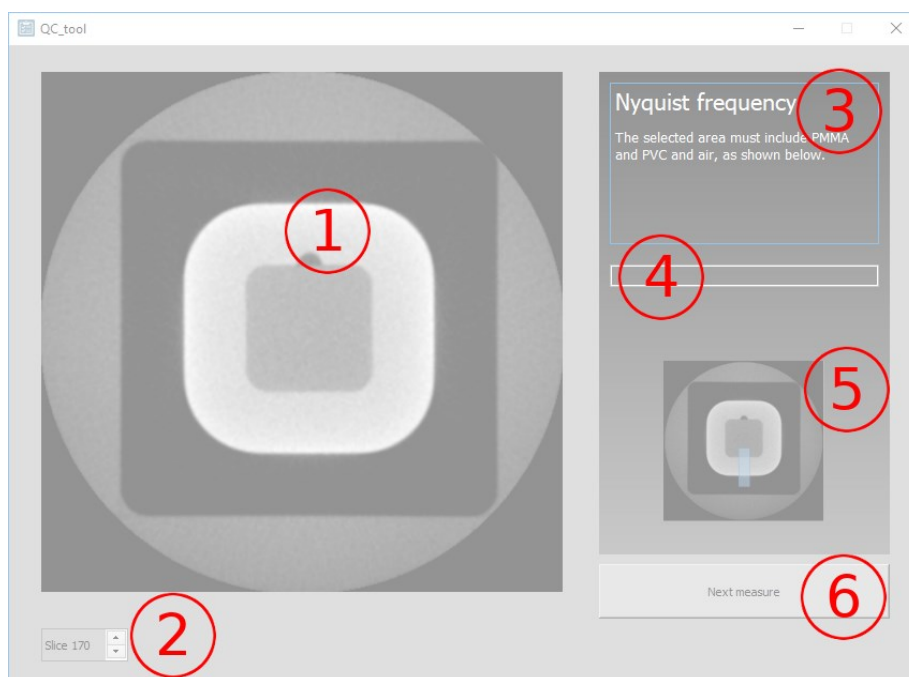 QC_tool
1
3
Nyquist frequency
The selected area must include PMMA
and PVC and air, as shown below.
4
5
Next measure
6
Slice 170
2